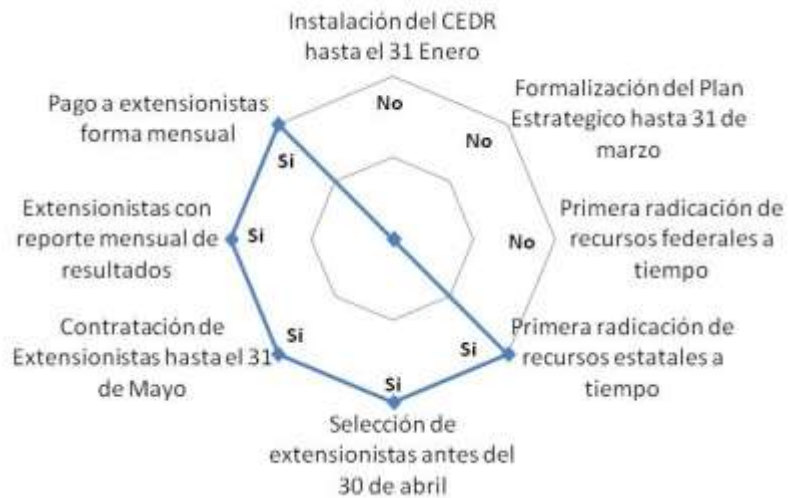 Instalación del CEDR
hasta el 31 Enero
No
Formalización del Plan
Estrategico hasta 31 de
marzo
No
Primera radicación de
recursos federales a
tiempo
No
Primera radicación de
recursos estatales a
tiempo
Si
Selección de
extensionistas antes del
30 de abril
Si
Contratación de
Extensionistas hasta el 31
de Mayo
Si
Extensionistas con
reporte mensual de
resultados
Si
Pago a extensionistas
forma mensual
Si